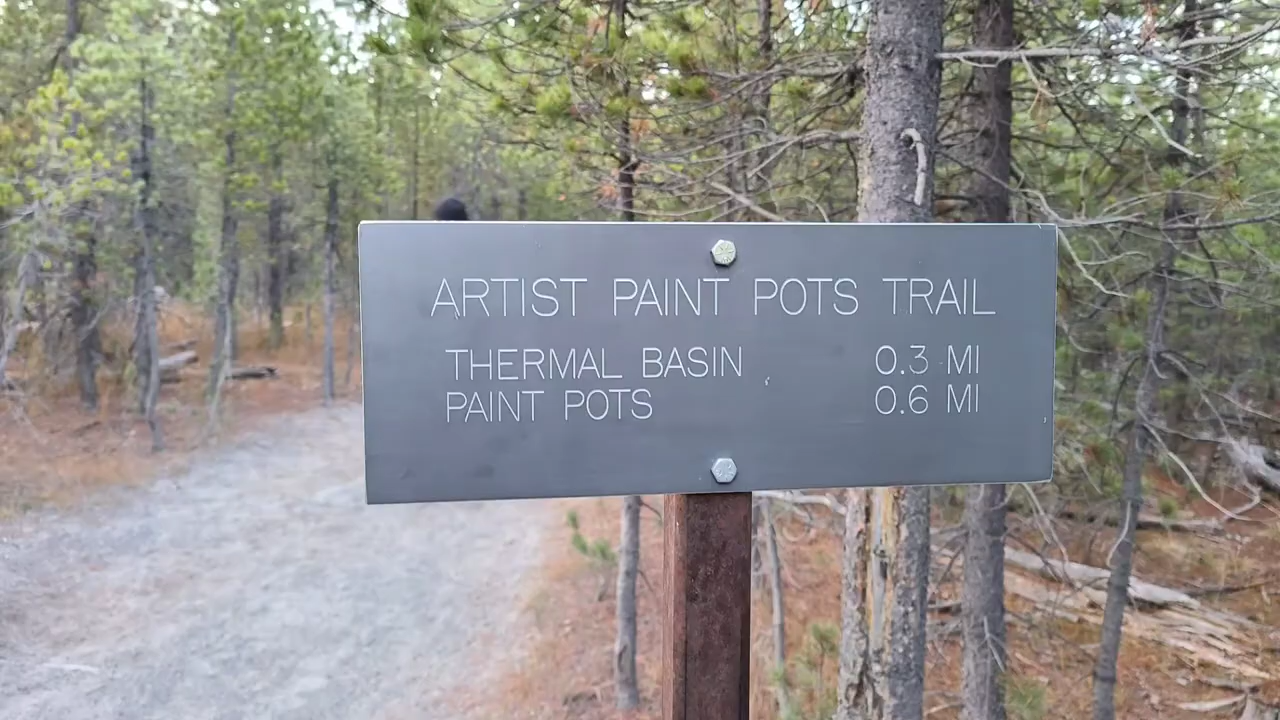 ARTIST PAINT POTS TRAIL
THERMAL BASIN 0.3 MI
PAINT POTS 0.6 MI